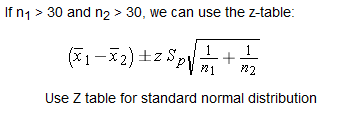 If n₁ > 30 and n₂ > 30, we can use the z-table:
(x̄₁−x̄₂)±z Sₚ√(1/n₁+1/n₂)
Use Z table for standard normal distribution